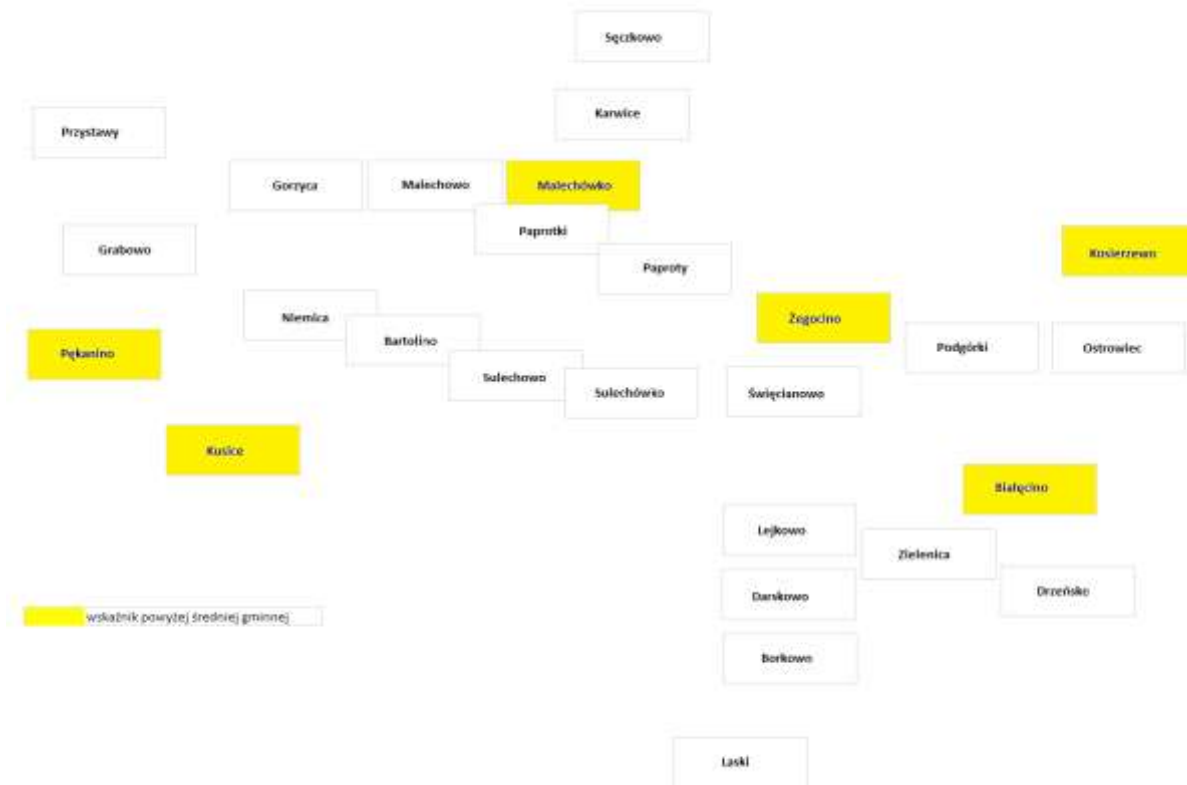 Sęczkowo
Karwice
Przystawy
Gorzyca
Malechowo
Malechówko
Paprotki
Grabowo
Paproty
Kosierzewo
Żegocino
Niemica
Bartolino
Podgórki
Ostrowiec
Pękanino
Sulechowo
Sulechówko
Święcianowo
Kusice
Białęcino
Lejkowo
Zielenica
Darskowo
Drzeńsko
wskaźnik powyżej średniej gminnej
Borkowo
Laski